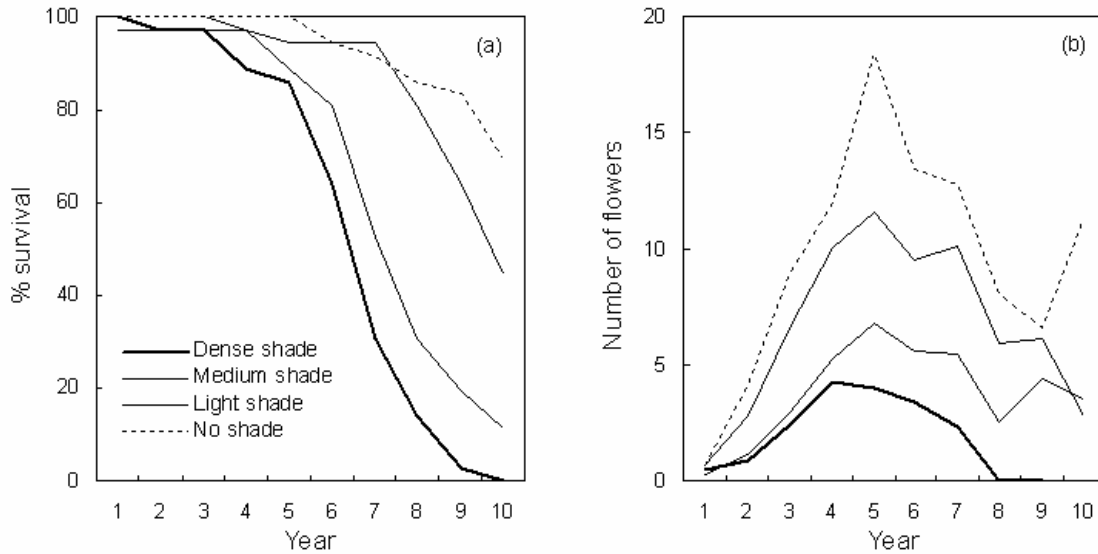 100
80
60
40
20
0
% survival
(a)
Dense shade
Medium shade
Light shade
No shade
1 2 3 4 5 6 7 8 9 10
Year
20
15
10
5
0
Number of flowers
(b)
1 2 3 4 5 6 7 8 9 10
Year